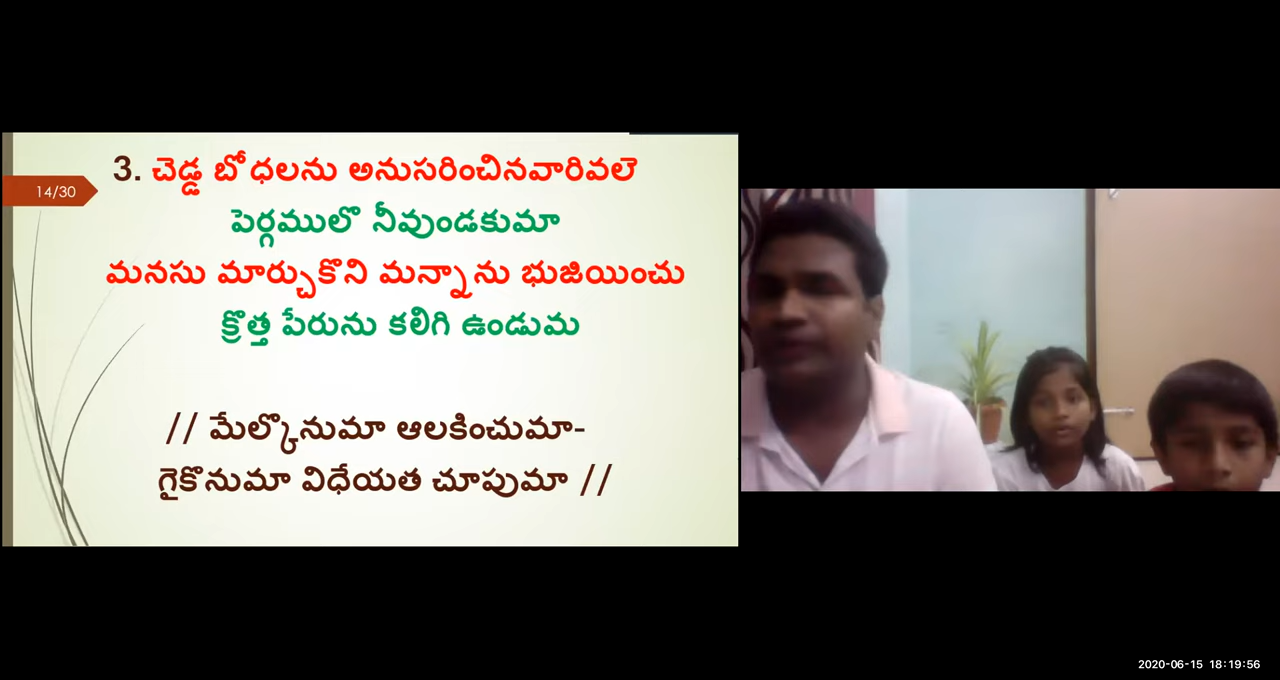 3. చెడ్డ బోధలను అనుసరించినవారివలె
14/30
పెర్గములొ నీవుండకుమా
మనసు మార్చుకొని మన్నాను భుజియించు
క్రొత్త పేరును కలిగి ఉండుమ
// మేల్కొనుమా ఆలకించుమా-
గైకొనుమా విధేయత చూపుమా //
2020-06-15 18:19:56